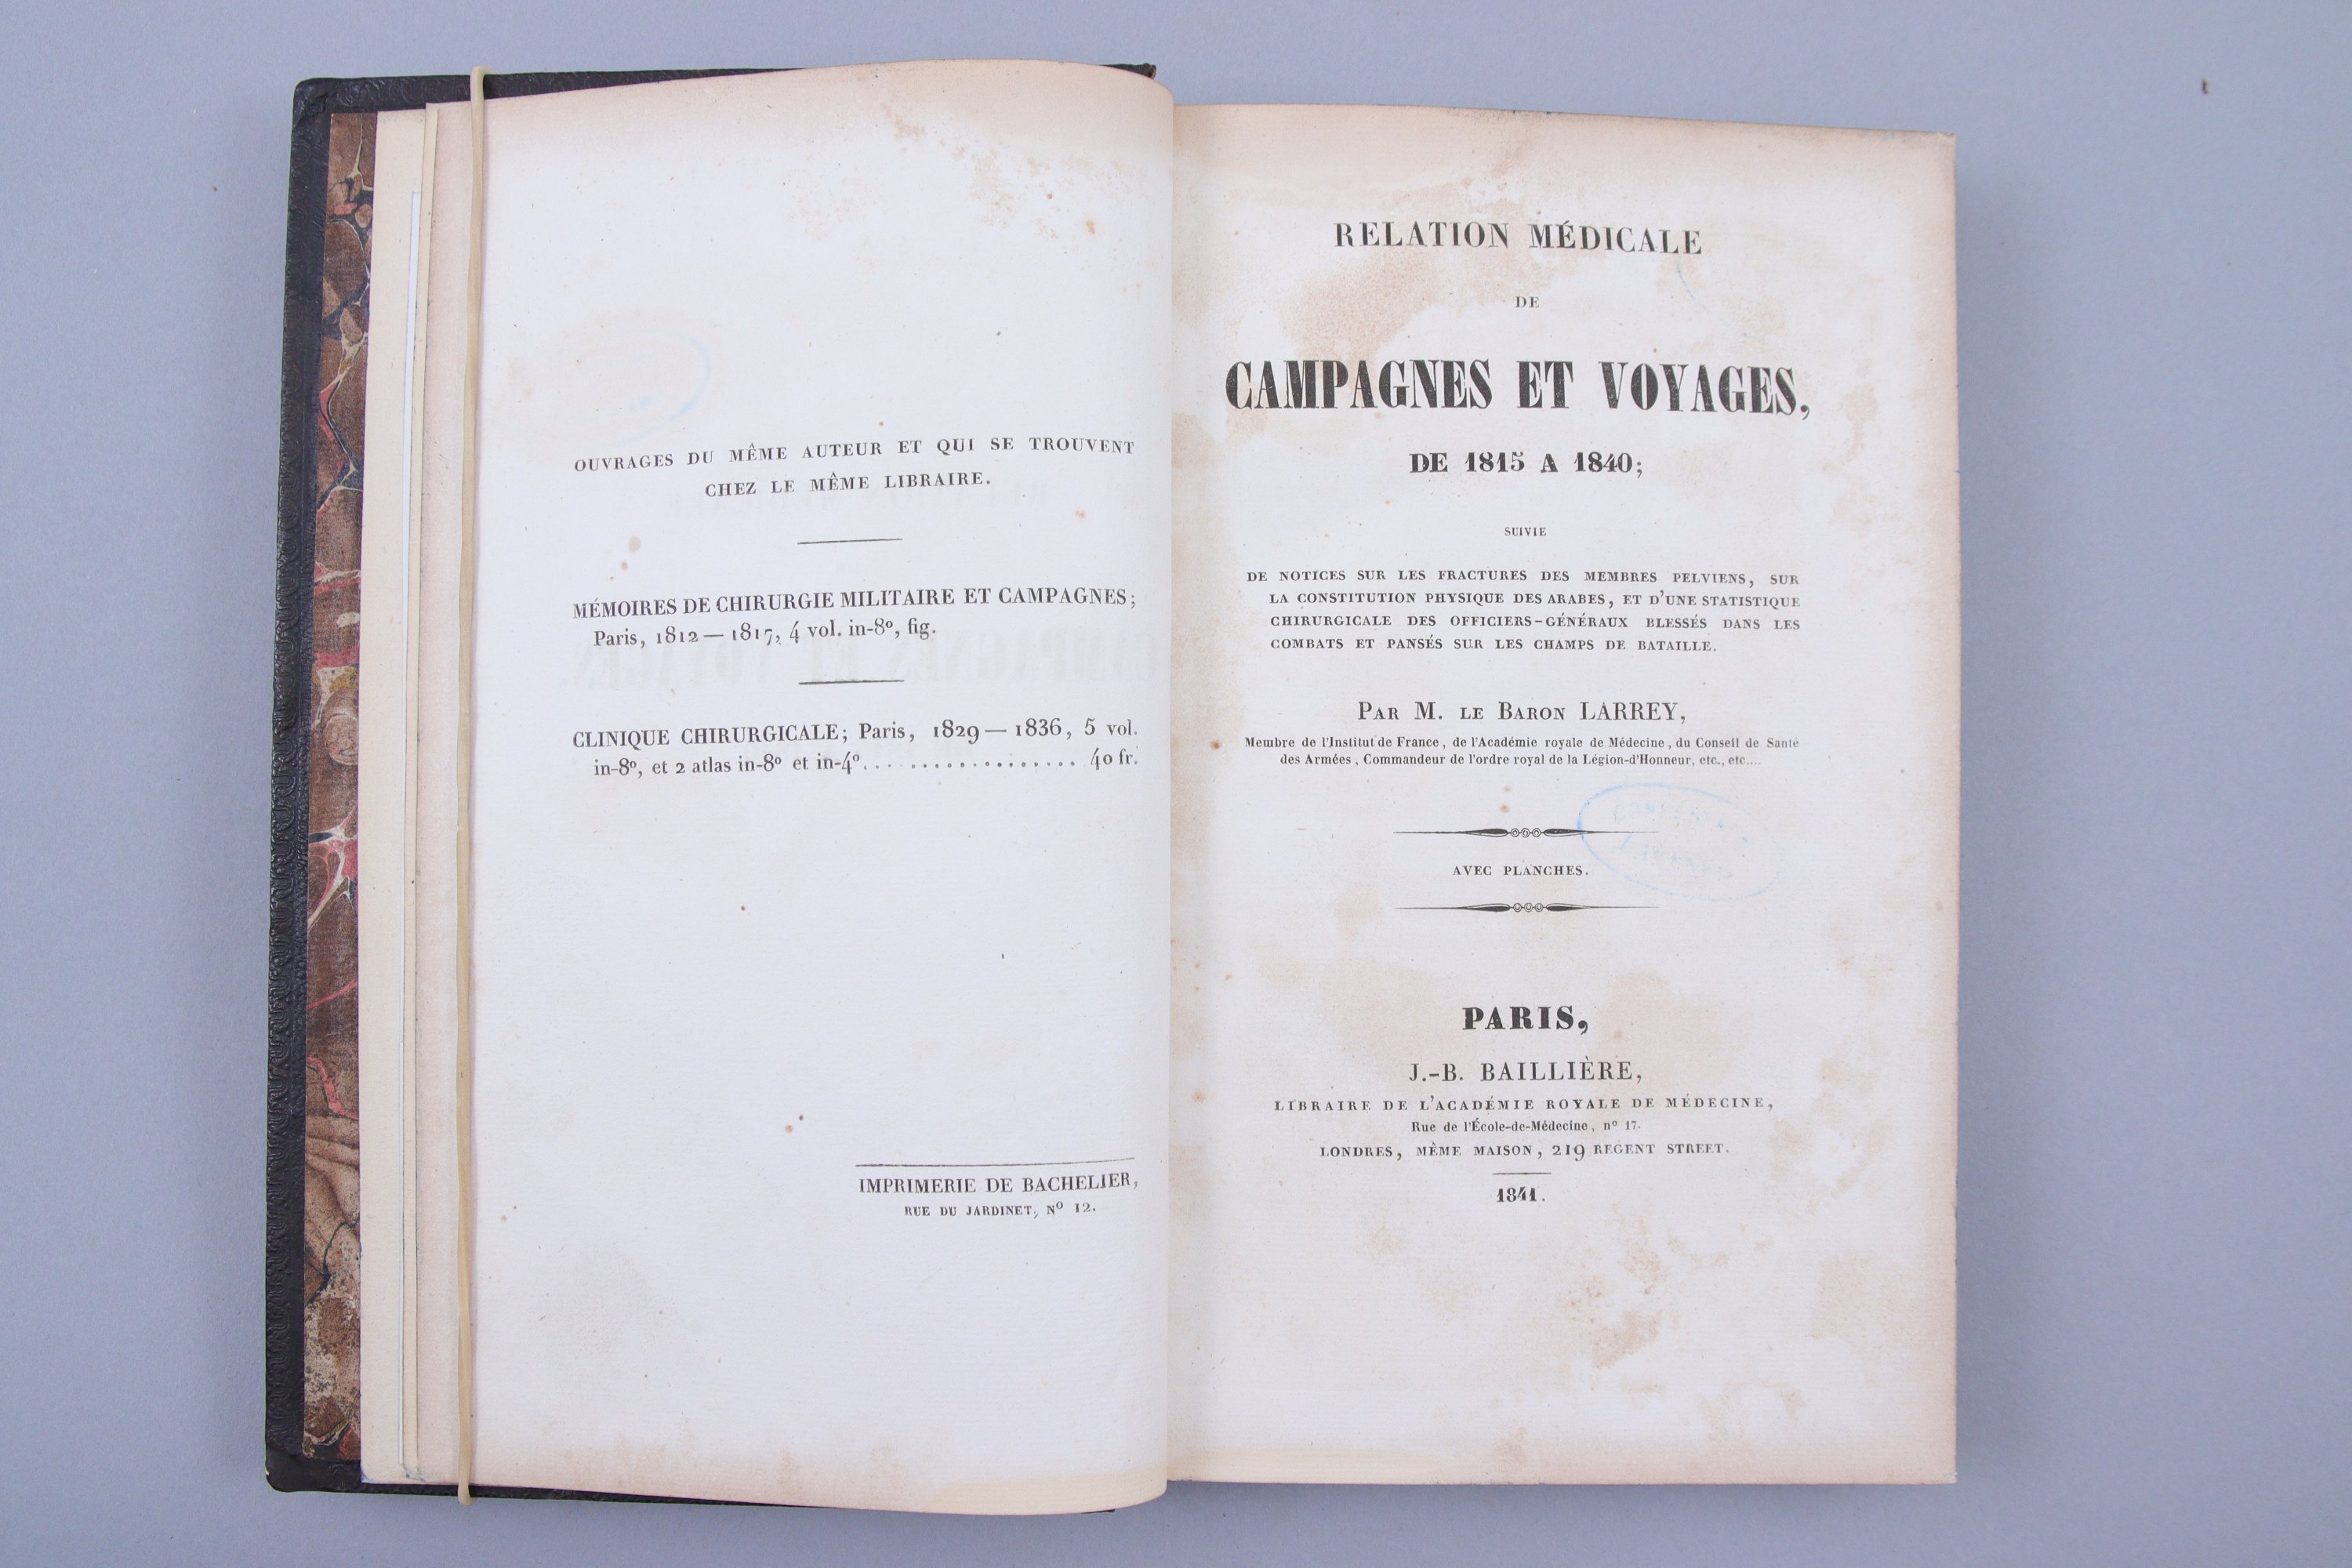 OUVRAGES DU MÊME AUTEUR ET QUI SE TROUVENT
CHEZ LE MÊME LIBRAIRE.
MÉMOIRES DE CHIRURGIE MILITAIRE ET CAMPAGNES;
Paris, 1812—1817, 4 vol. in-8º, fig.
CLINIQUE CHIRURGICALE; Paris, 1829—1836, 5 vol.
in-8º, et 2 atlas in-8º et in-4º................... 40 fr.
IMPRIMERIE DE BACHELIER,
RUE DU JARDINET, Nº 12.
RELATION MÉDICALE
DE
CAMPAGNES ET VOYAGES,
DE 1815 A 1840;
SUIVIE
DE NOTICES SUR LES FRACTURES DES MEMBRES PELVIENS, SUR
LA CONSTITUTION PHYSIQUE DES ARABES, ET D'UNE STATISTIQUE
CHIRURGICALE DES OFFICIERS-GÉNÉRAUX BLESSÉS DANS LES
COMBATS ET PANSÉS SUR LES CHAMPS DE BATAILLE.
PAR M. LE BARON LARREY,
Membre de l'Institut de France, de l'Académie royale de Médecine, du Conseil de Santé
des Armées, Commandeur de l'ordre royal de la Légion-d'Honneur, etc., etc....
AVEC PLANCHES.
PARIS,
J.-B. BAILLIÈRE,
LIBRAIRE DE L'ACADÉMIE ROYALE DE MÉDECINE,
Rue de l'École-de-Médecine, nº 17.
LONDRES, MÊME MAISON, 219 REGENT STREET.
1841.